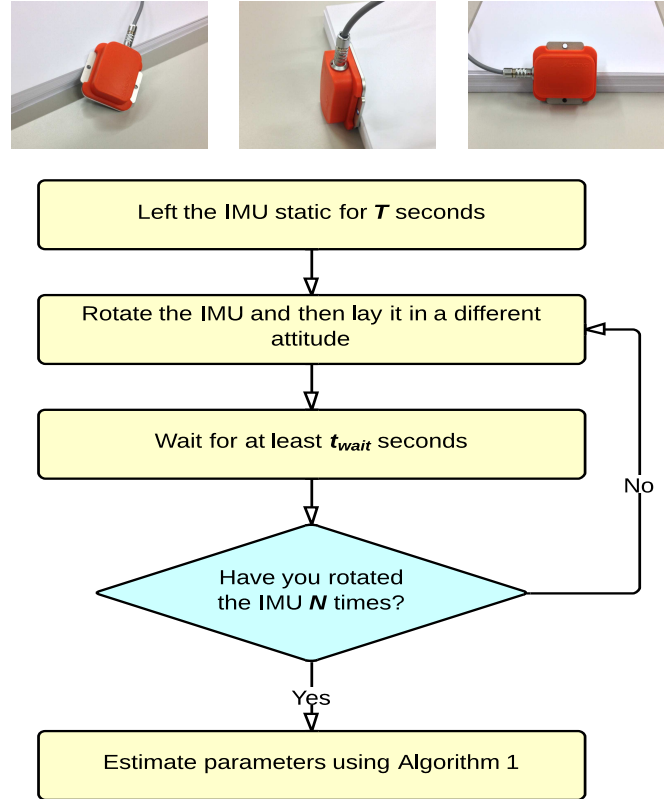 Left the IMU static for T seconds
Rotate the IMU and then lay it in a different
attitude
Wait for at least twait seconds
No
Have you rotated
the IMU N times?
Yes
Estimate parameters using Algorithm 1